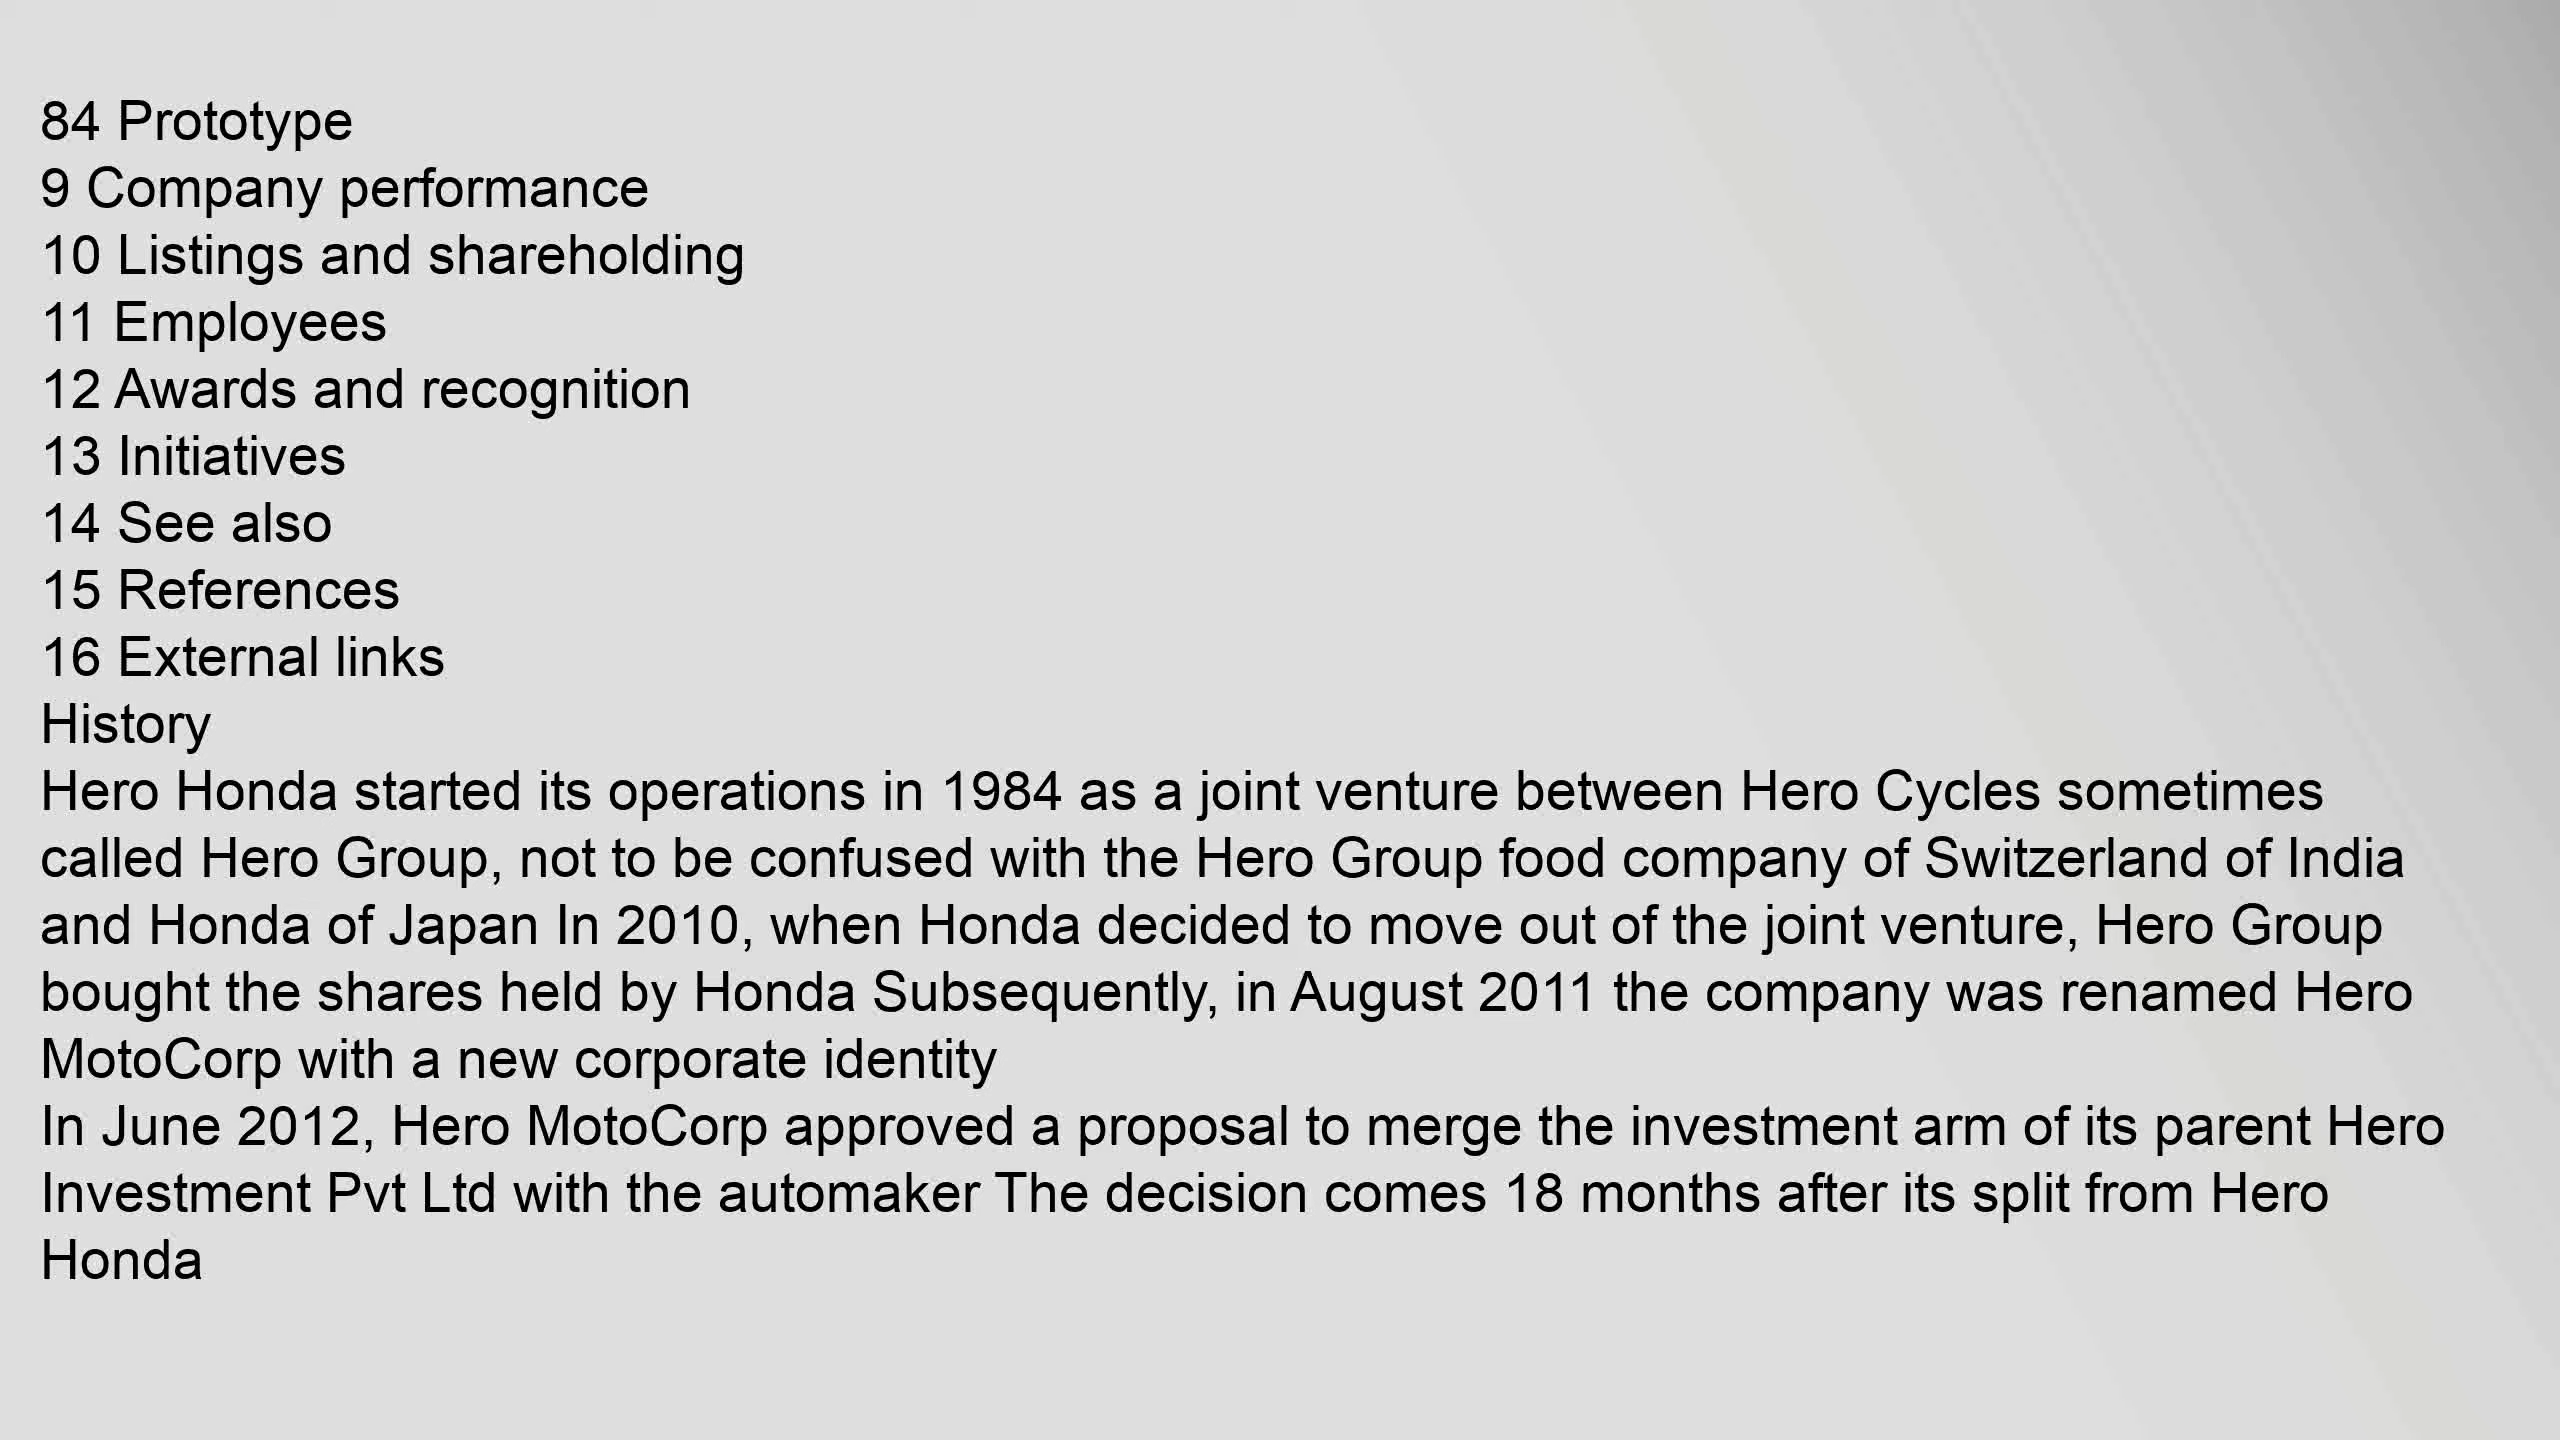 84 Prototype
9 Company performance
10 Listings and shareholding
11 Employees
12 Awards and recognition
13 Initiatives
14 See also
15 References
16 External links
History
Hero Honda started its operations in 1984 as a joint venture between Hero Cycles sometimes
called Hero Group, not to be confused with the Hero Group food company of Switzerland of India
and Honda of Japan In 2010, when Honda decided to move out of the joint venture, Hero Group
bought the shares held by Honda Subsequently, in August 2011 the company was renamed Hero
MotoCorp with a new corporate identity
In June 2012, Hero MotoCorp approved a proposal to merge the investment arm of its parent Hero
Investment Pvt Ltd with the automaker The decision comes 18 months after its split from Hero
Honda